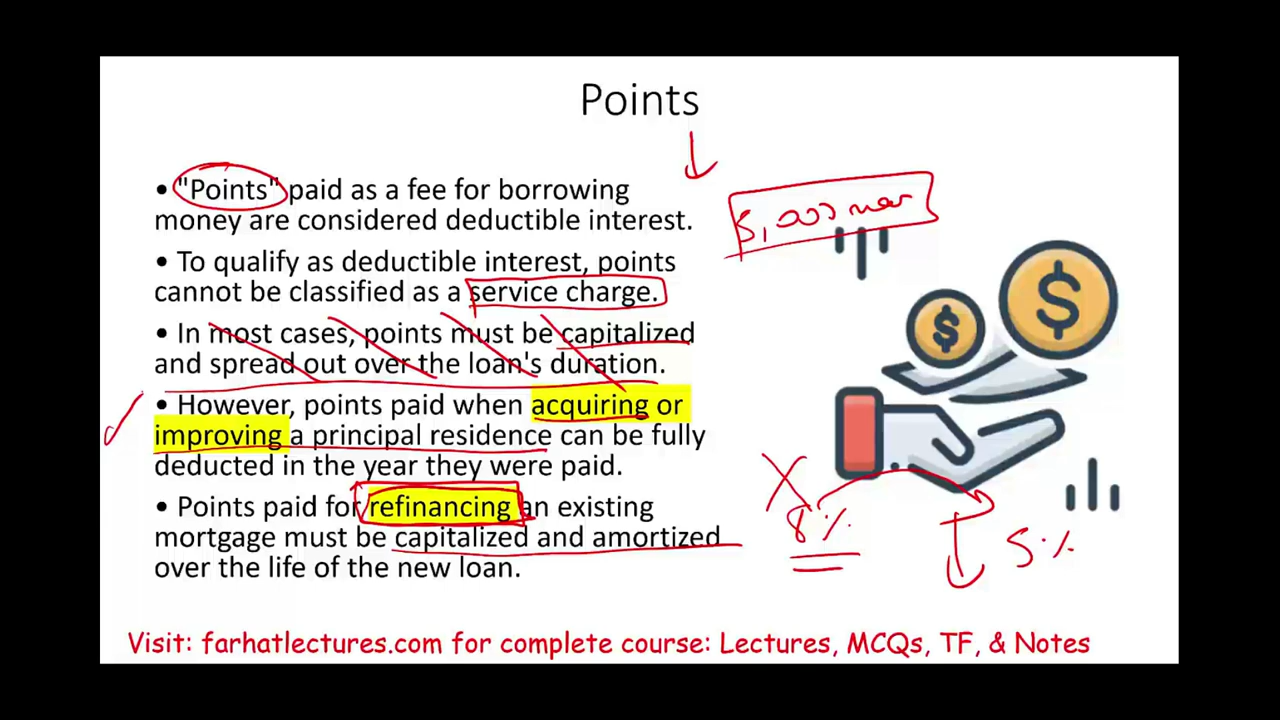 Points
• "Points" paid as a fee for borrowing
money are considered deductible interest.
• To qualify as deductible interest, points
cannot be classified as a service charge.
• In most cases, points must be capitalized
and spread out over the loan's duration.
• However, points paid when acquiring or
improving a principal residence can be fully
deducted in the year they were paid.
• Points paid for refinancing an existing
mortgage must be capitalized and amortized
over the life of the new loan.
8%
5%
Visit: farhatlectures.com for complete course: Lectures, MCQs, TF, & Notes